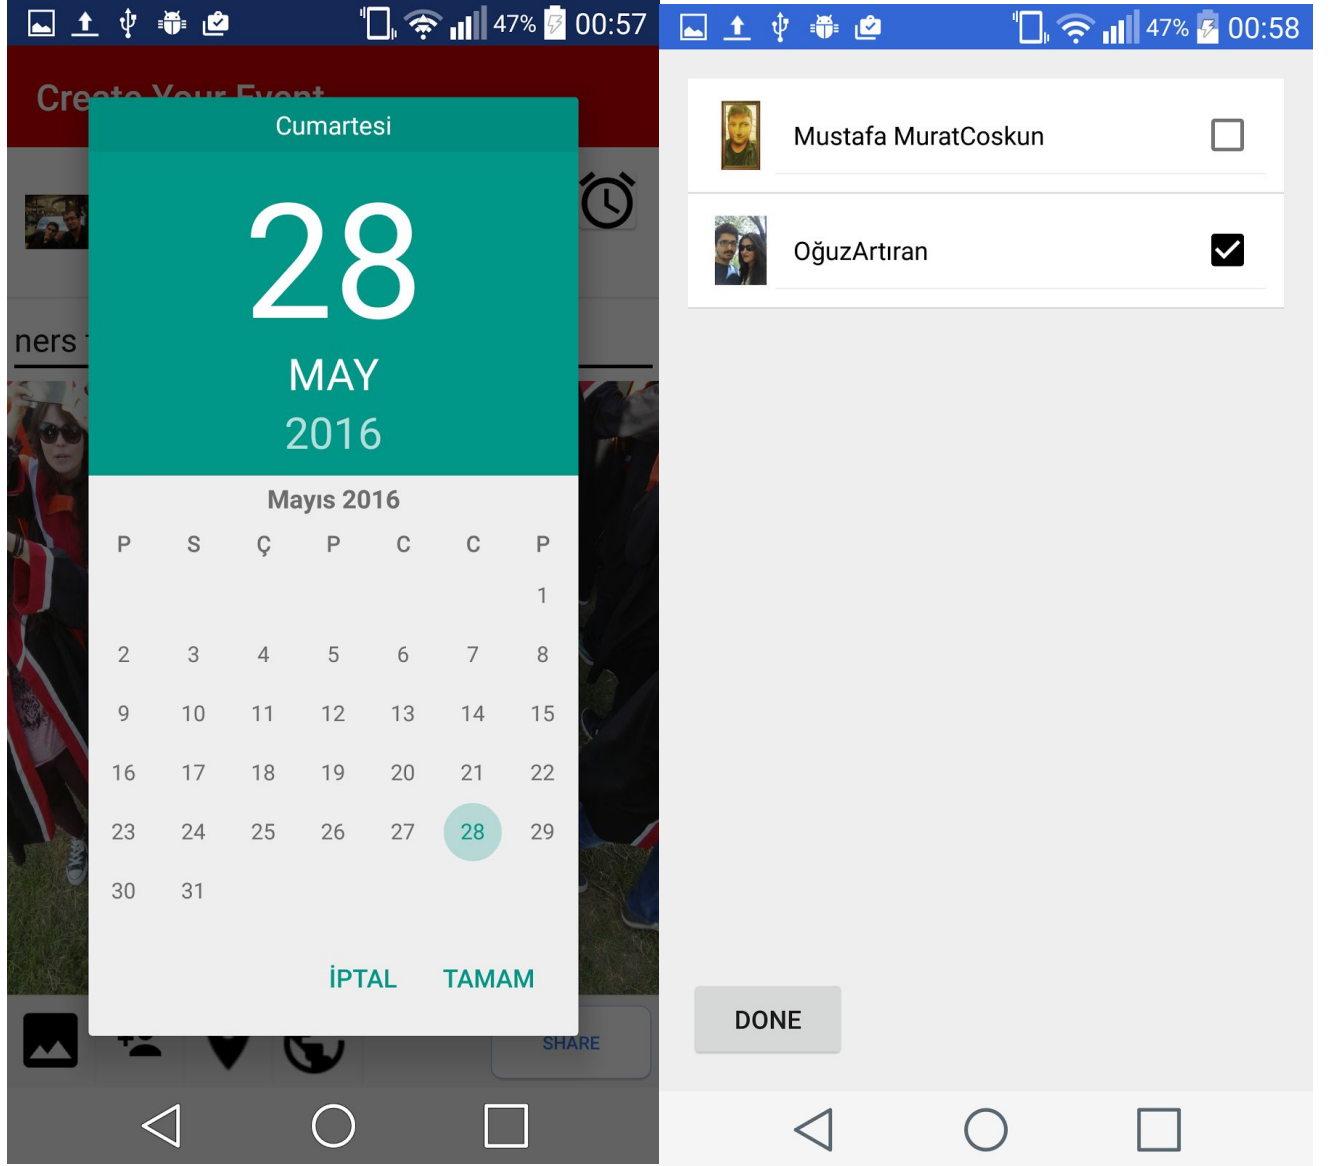 47% 00:57
Create Your Event
Cumartesi
28
MAY
2016
ners
Mayıs 2016
P S Ç P C C P
1
2 3 4 5 6 7 8
9 10 11 12 13 14 15
16 17 18 19 20 21 22
23 24 25 26 27 28 29
30 31
İPTAL TAMAM
SHARE
47% 00:58
Mustafa MuratCoskun
OğuzArtıran
DONE